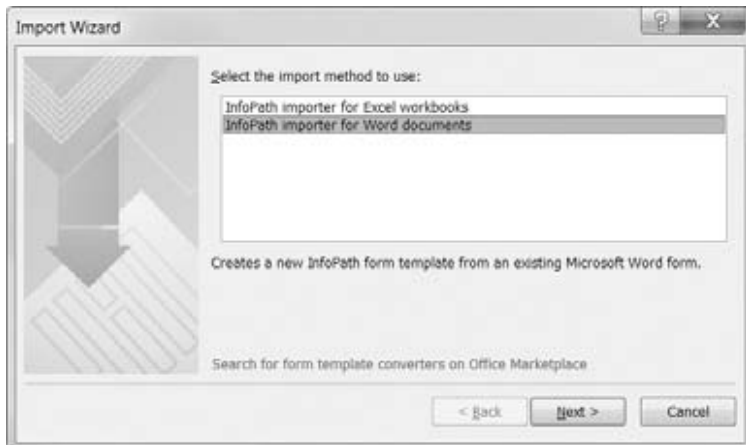 Import Wizard
?
X
Select the import method to use:
InfoPath importer for Excel workbooks
InfoPath importer for Word documents
Creates a new InfoPath form template from an existing Microsoft Word form.
Search for form template converters on Office Marketplace
< Back
Next >
Cancel